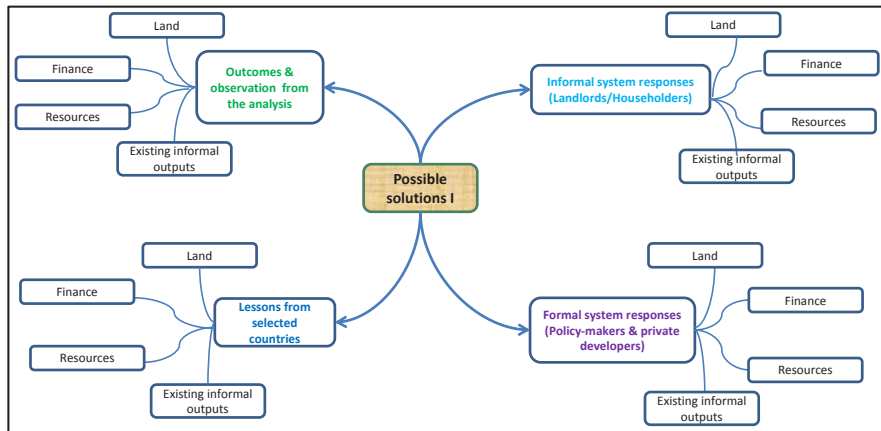 Land
Finance
Resources
Existing informal
outputs
Outcomes &
observation from
the analysis
Land
Finance
Resources
Existing informal
outputs
Informal system responses
(Landlords/Householders)
Possible
solutions I
Land
Finance
Resources
Existing informal
outputs
Lessons from
selected
countries
Land
Finance
Resources
Existing informal
outputs
Formal system responses
(Policy-makers & private
developers)